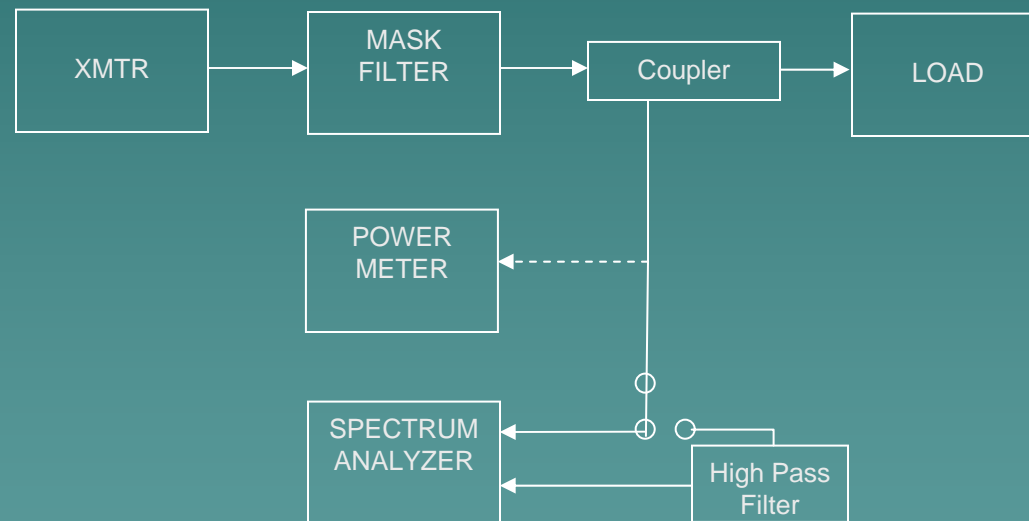 XMTR
MASK
FILTER
Coupler
LOAD
POWER
METER
SPECTRUM
ANALYZER
High Pass
Filter